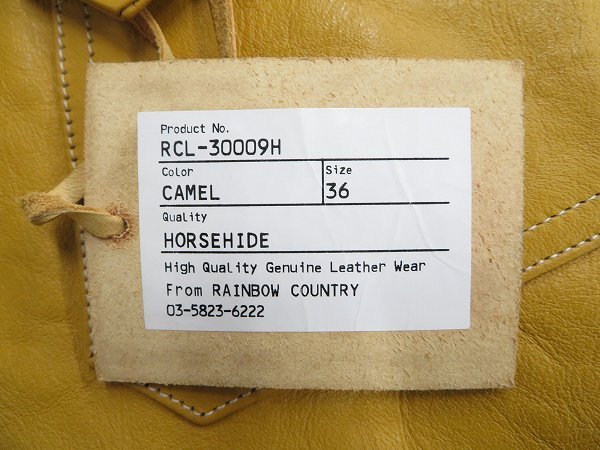 Product No.
RCL-30009H
Color Size
CAMEL 36
Quality
HORSEHIDE
High Quality Genuine Leather Wear
From RAINBOW COUNTRY
03-5823-6222